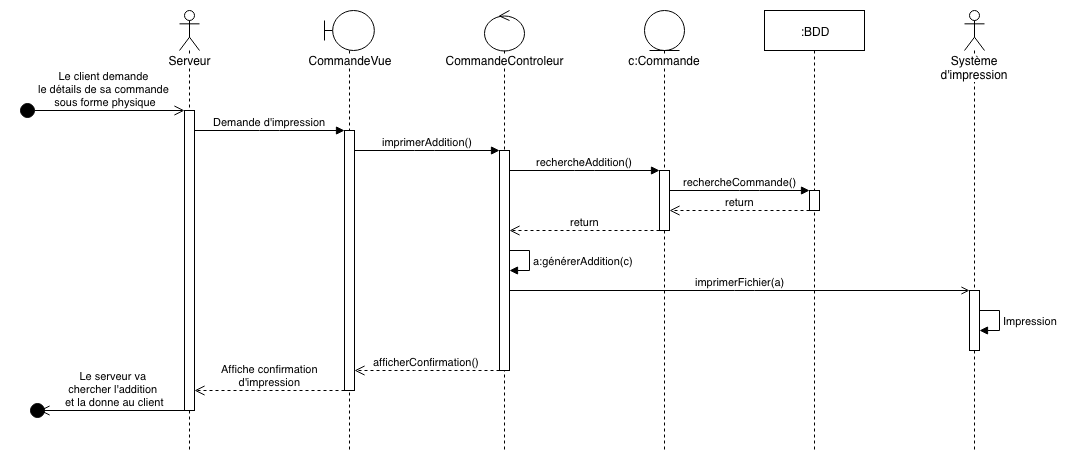 Serveur
CommandeVue
CommandeControleur
c:Commande
:BDD
Système
d'impression
Le client demande
le détails de sa commande
sous forme physique
Demande d'impression
imprimerAddition()
rechercheAddition()
rechercheCommande()
return
return
a:générerAddition(c)
imprimerFichier(a)
Impression
afficherConfirmation()
Affiche confirmation
d'impression
Le serveur va
chercher l'addition
et la donne au client